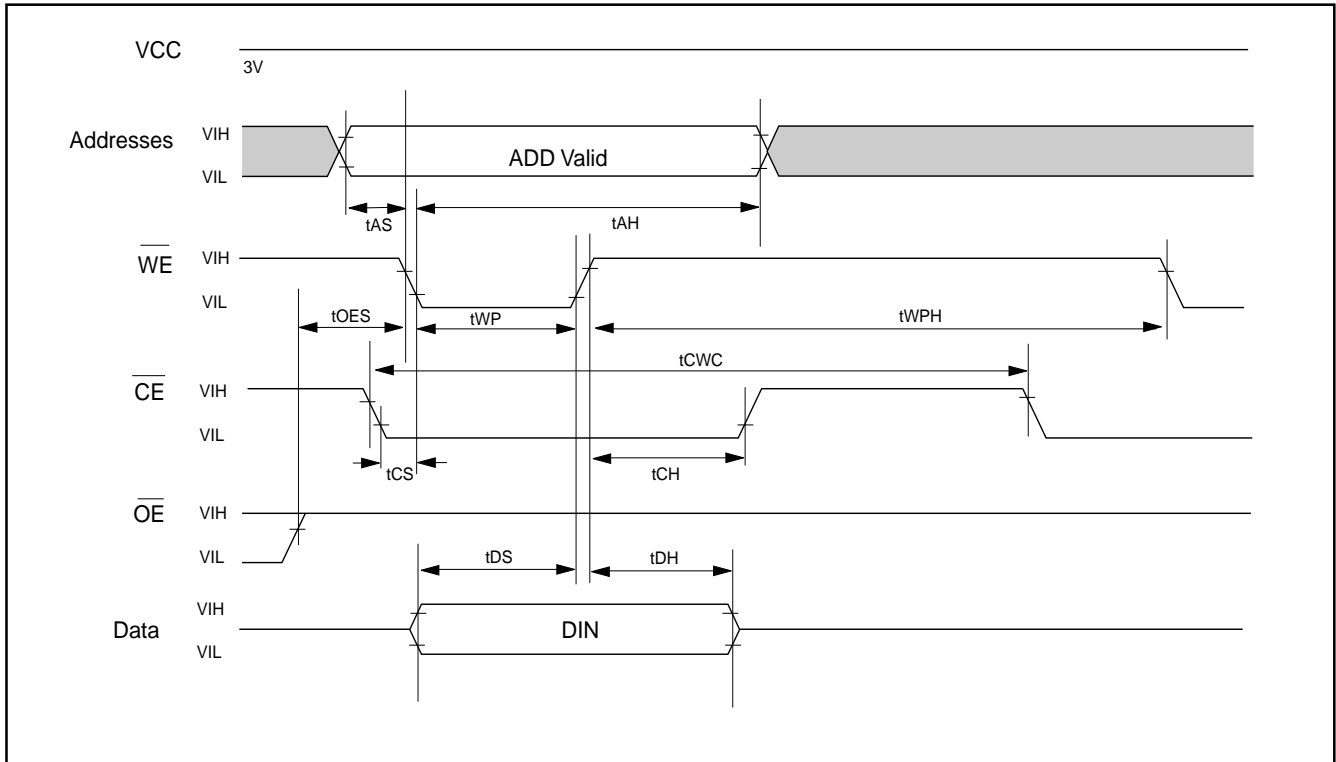 VCC
3V
Addresses
VIH
VIL
ADD Valid
tAS
tAH
WE
VIH
VIL
tOES
tWP
tWPH
tCWC
CE
VIH
VIL
tCS
tCH
OE
VIH
VIL
tDS
tDH
Data
VIH
VIL
DIN